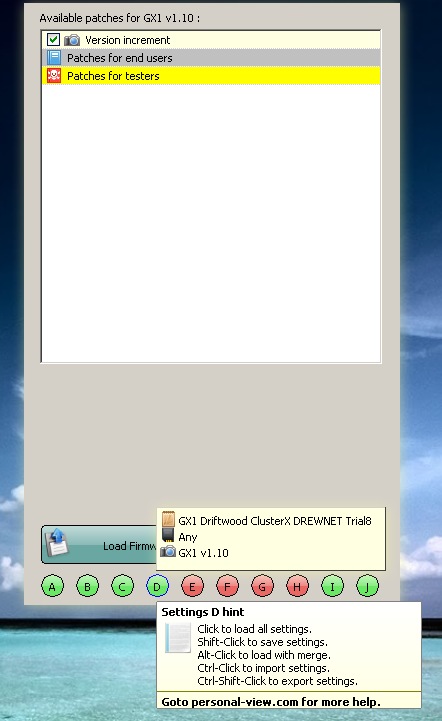 Available patches for GX1 v1.10 :
Version increment
Patches for end users
Patches for testers
GX1 Driftwood ClusterX DREWNET Trial8
Any
GX1 v1.10
Load Firmw
A B C D E F G H I J
Settings D hint
Click to load all settings.
Shift-Click to save settings.
Alt-Click to load with merge.
Ctrl-Click to import settings.
Ctrl-Shift-Click to export settings.
Goto personal-view.com for more help.